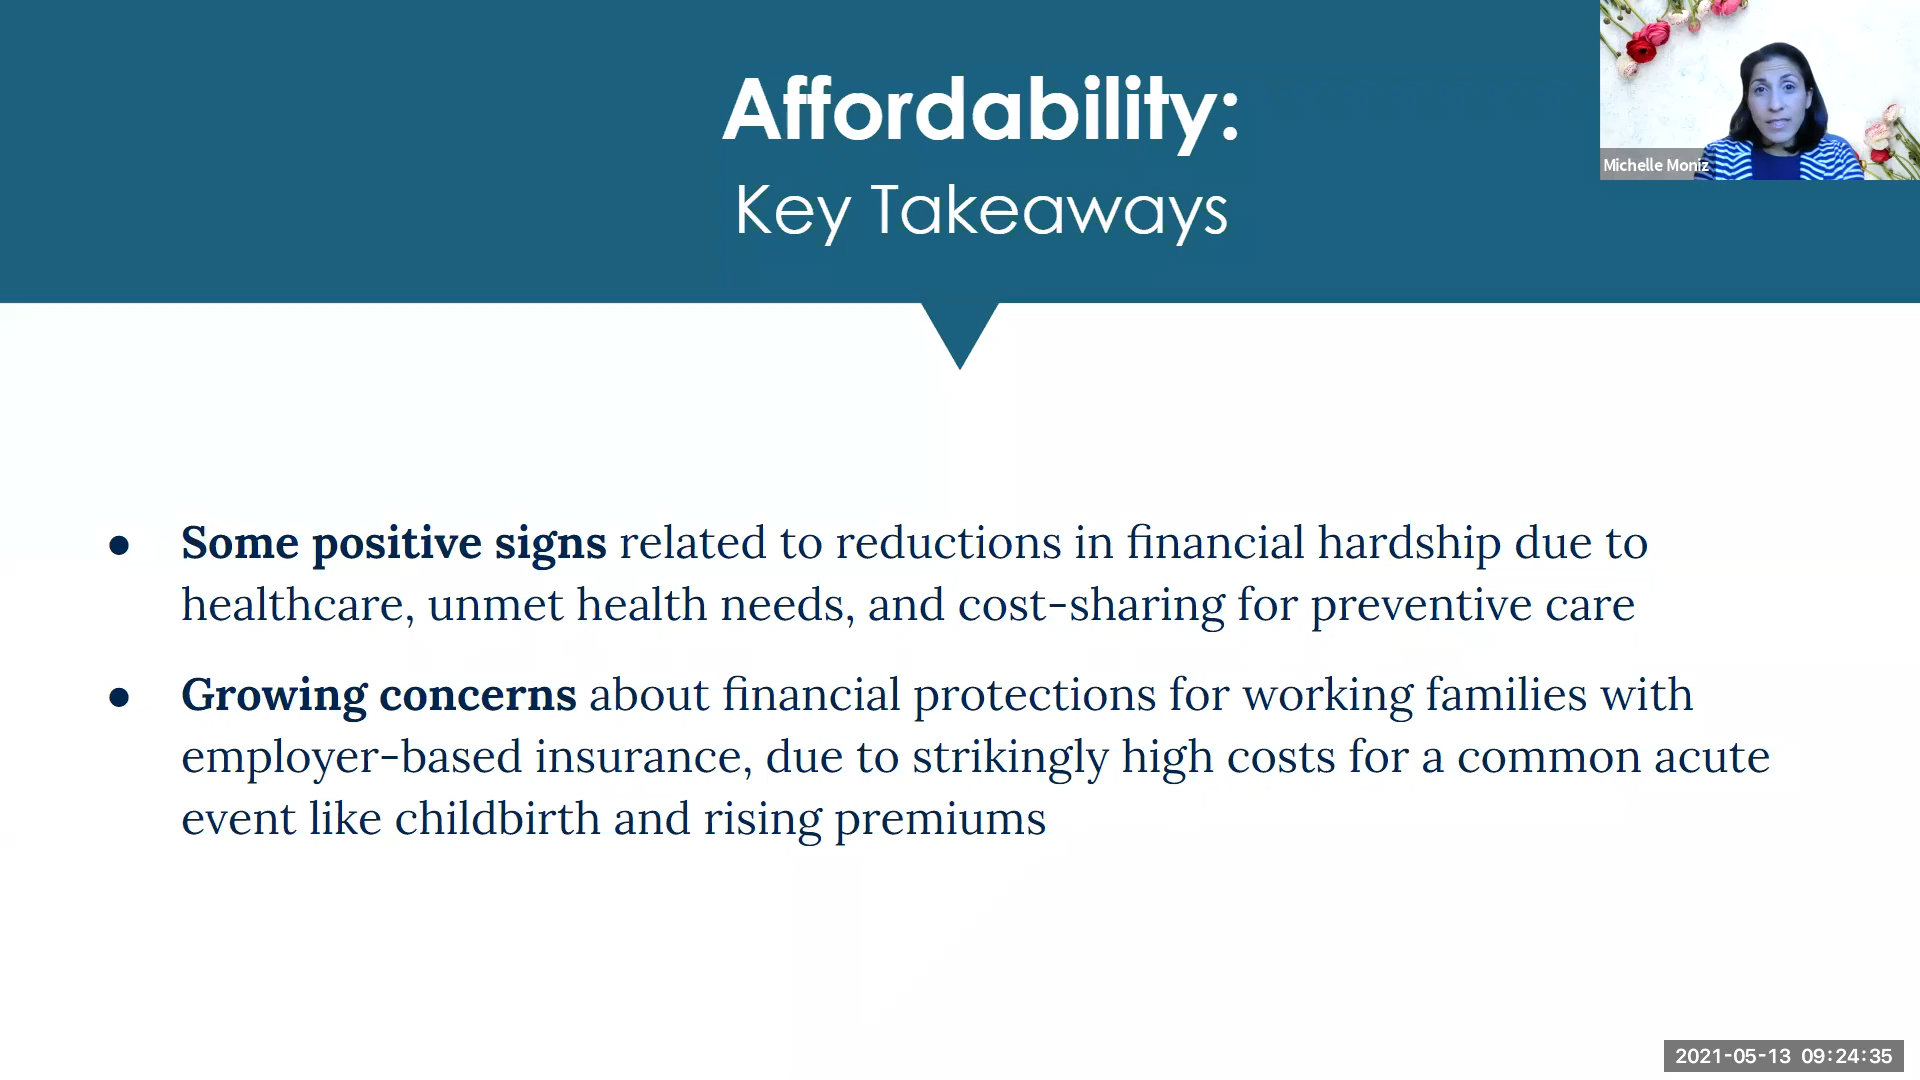 Affordability:
Key Takeaways
Michelle Moniz
● Some positive signs related to reductions in financial hardship due to
healthcare, unmet health needs, and cost-sharing for preventive care
● Growing concerns about financial protections for working families with
employer-based insurance, due to strikingly high costs for a common acute
event like childbirth and rising premiums
2021-05-13 09:24:35